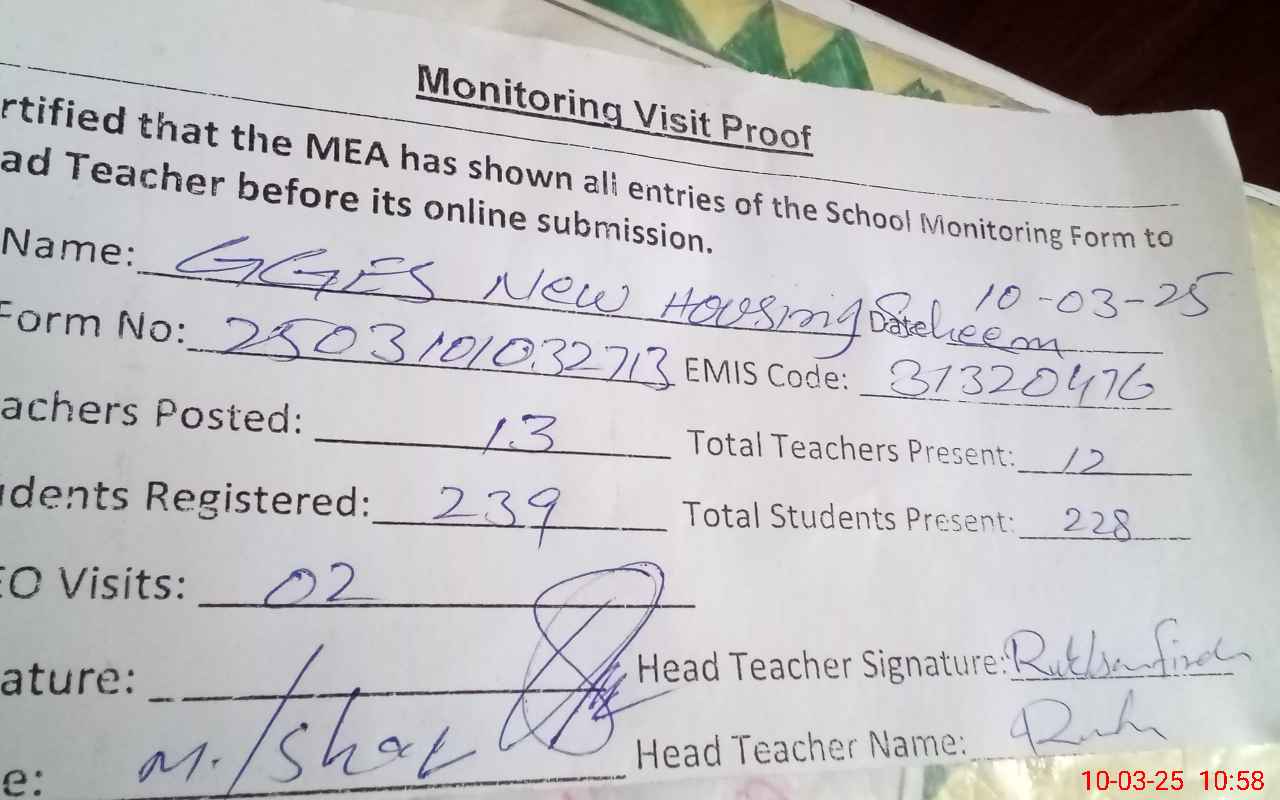 Monitoring Visit Proof
rtified that the MEA has shown all entries of the School Monitoring Form to
ad Teacher before its online submission.
Name: GGES New Housing Scheem Date 10-03-25
Form No: 2503101032713 EMIS Code: 31320476
achers Posted: 13 Total Teachers Present: 12
dents Registered: 239 Total Students Present: 228
EO Visits: 02
ature: Head Teacher Signature:
e: M. Head Teacher Name:
10-03-25 10:58